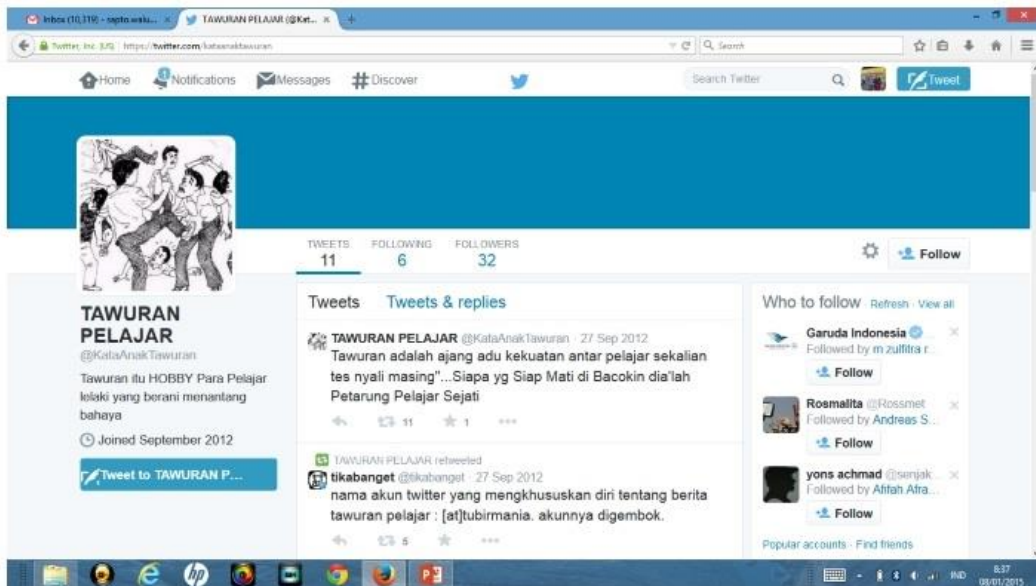 Inbox (10,319) - sapto.walu...
TAWURAN PELAJAR (@Kat...
Twitter, Inc. (US)
https://twitter.com/kataanaktawuran
Search
Home
1
Notifications
Messages
Discover
Search Twitter
Tweet
TWEETS
11
FOLLOWING
6
FOLLOWERS
32
Follow
TAWURAN
PELAJAR
@KataAnakTawuran
Tawuran itu HOBBY Para Pelajar
lelaki yang berani menantang
bahaya
Joined September 2012
Tweet to TAWURAN P...
Tweets Tweets & replies
TAWURAN PELAJAR @KataAnakTawuran · 27 Sep 2012
Tawuran adalah ajang adu kekuatan antar pelajar sekalian
tes nyali masing"...Siapa yg Siap Mati di Bacokin dia'lah
Petarung Pelajar Sejati
11 1
TAWURAN PELAJAR retweeted
tikabanget @tikabanget · 27 Sep 2012
nama akun twitter yang mengkhususkan diri tentang berita
tawuran pelajar : [at]tubirmania. akunnya digembok.
5
Who to follow · Refresh · View all
Garuda Indonesia
Followed by m zulfitra r...
Follow
Rosmalita @Rossmet
Followed by Andreas S...
Follow
yons achmad @senjak...
Followed by Afifah Afra...
Follow
Popular accounts · Find friends
hp
IND
8:37
08/01/2015